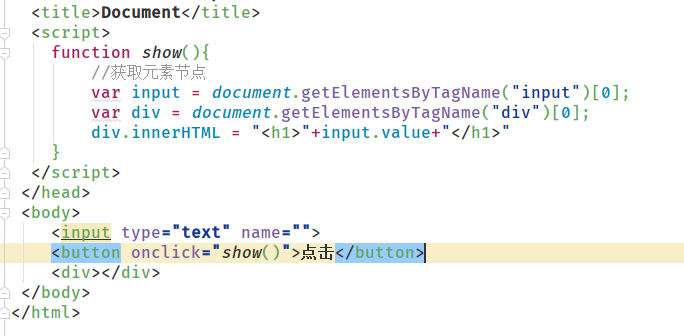 <title>Document</title>
<script>
function show(){
//获取元素节点
var input = document.getElementsByTagName("input")[0];
var div = document.getElementsByTagName("div")[0];
div.innerHTML = "<h1>"+input.value+"</h1>"
}
</script>
</head>
<body>
<input type="text" name="">
<button onclick="show()">点击</button>
<div></div>
</body>
</html>